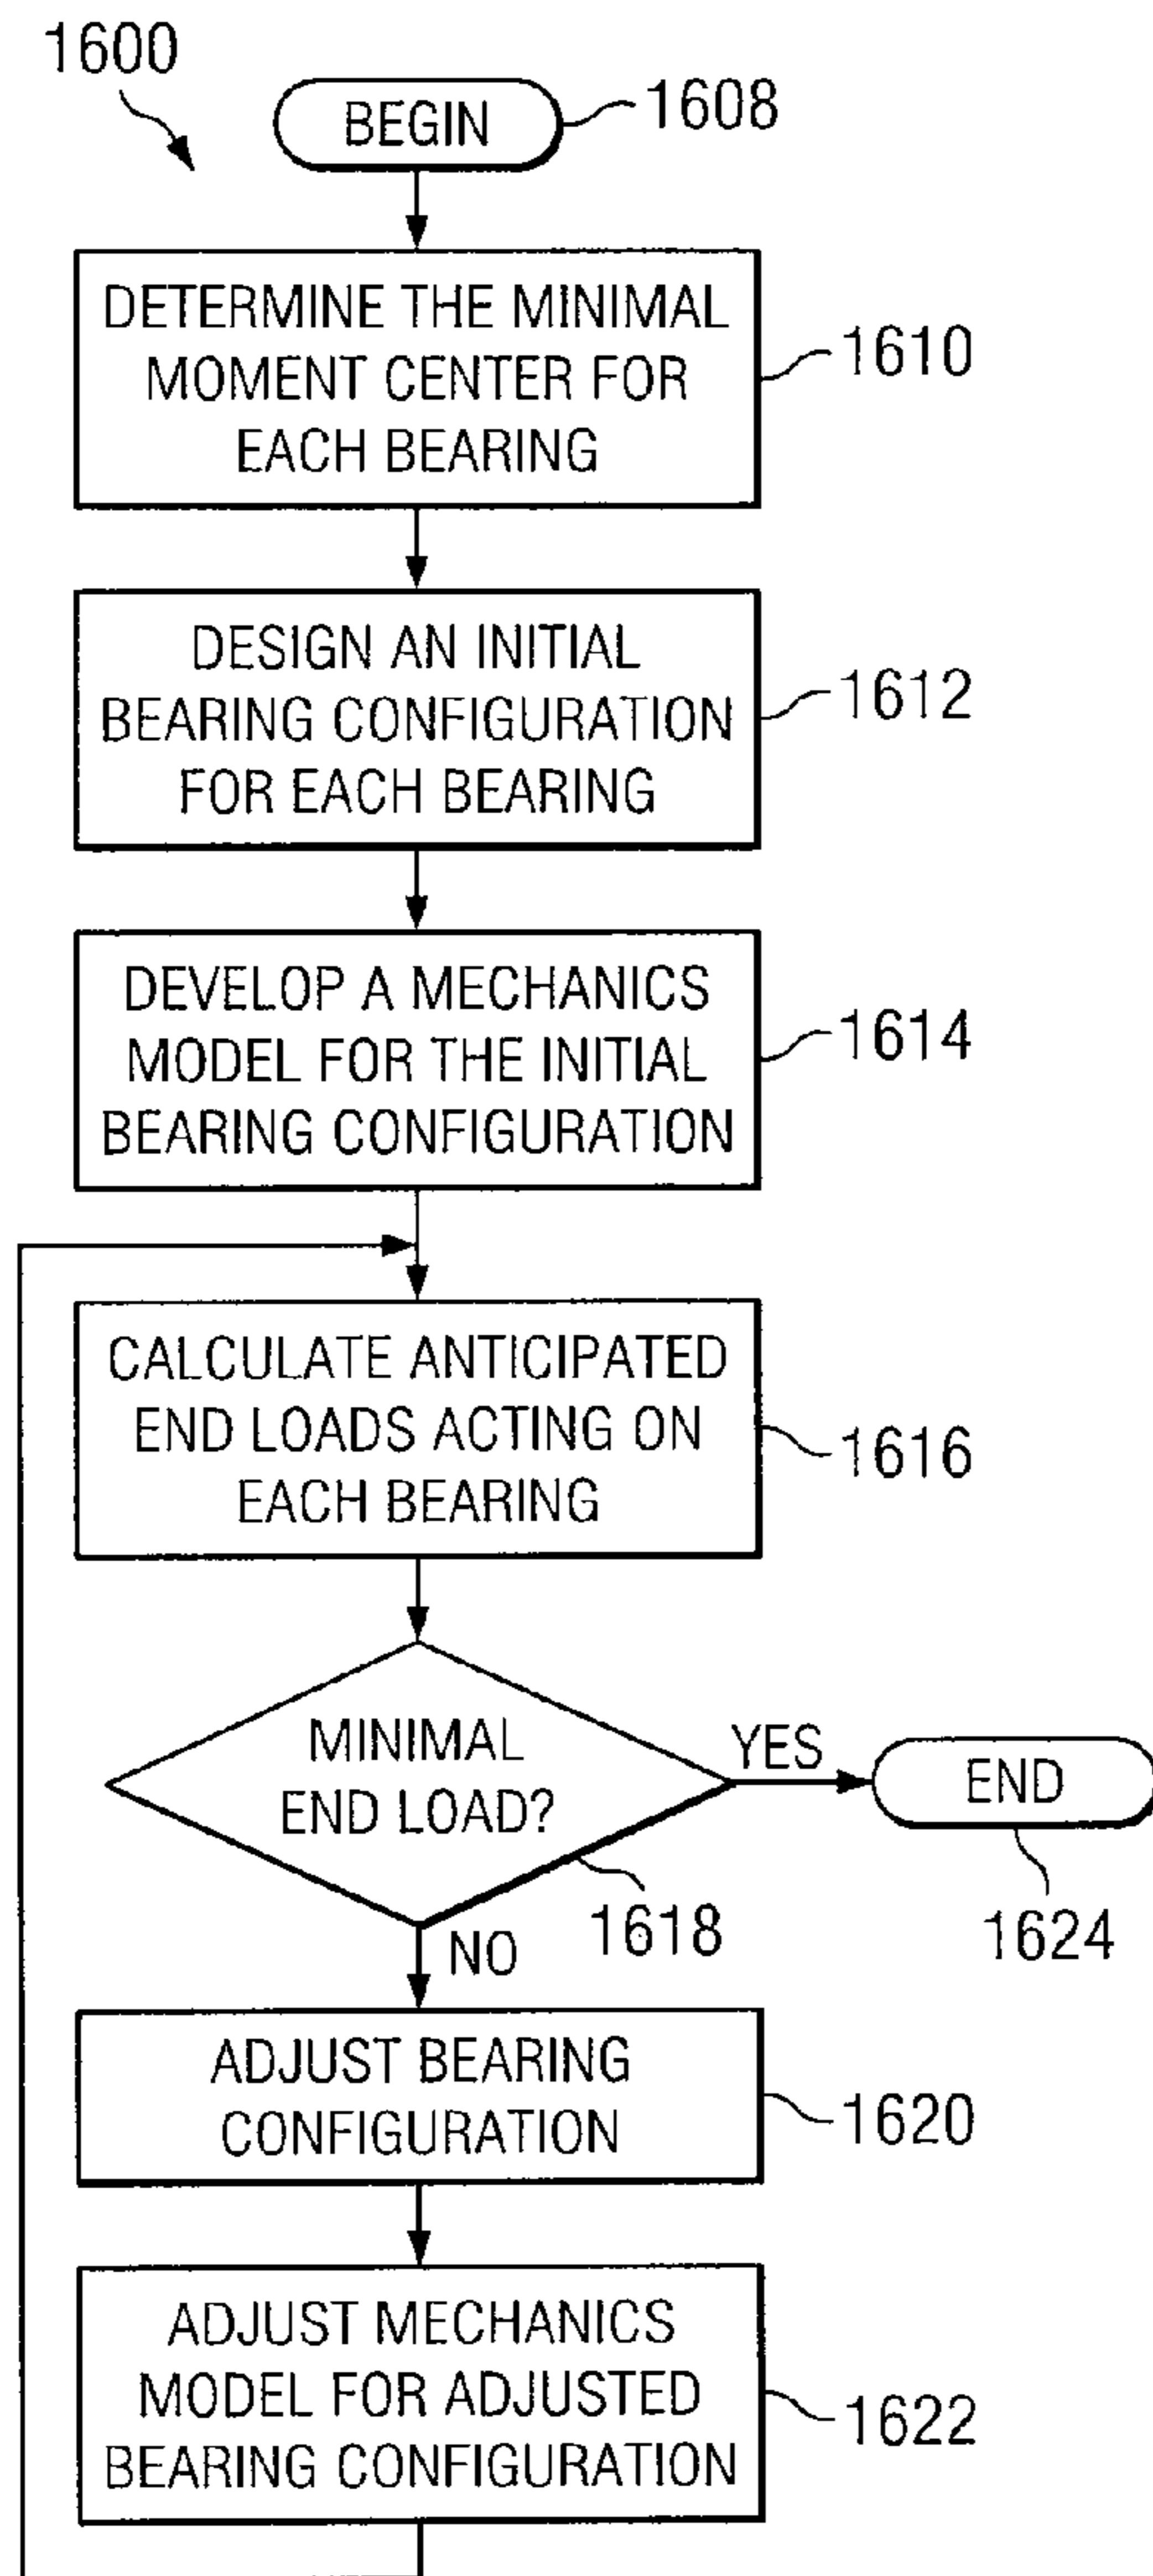 1600
BEGIN
1608
DETERMINE THE MINIMAL
MOMENT CENTER FOR
EACH BEARING
1610
DESIGN AN INITIAL
BEARING CONFIGURATION
FOR EACH BEARING
1612
DEVELOP A MECHANICS
MODEL FOR THE INITIAL
BEARING CONFIGURATION
1614
CALCULATE ANTICIPATED
END LOADS ACTING ON
EACH BEARING
1616
MINIMAL
END LOAD?
YES
END
1618
1624
NO
ADJUST BEARING
CONFIGURATION
1620
ADJUST MECHANICS
MODEL FOR ADJUSTED
BEARING CONFIGURATION
1622